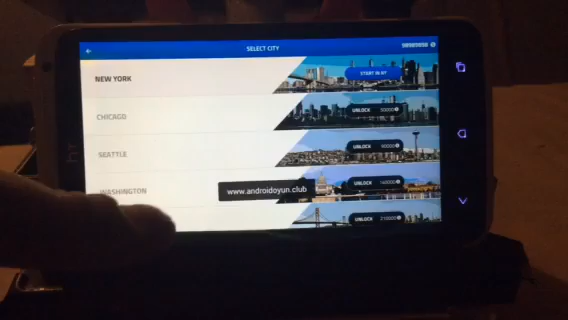 SELECT CITY
NEW YORK
START IN NY
CHICAGO
UNLOCK
SEATTLE
UNLOCK
WASHINGTON
UNLOCK
www.androidoyun.club
UNLOCK